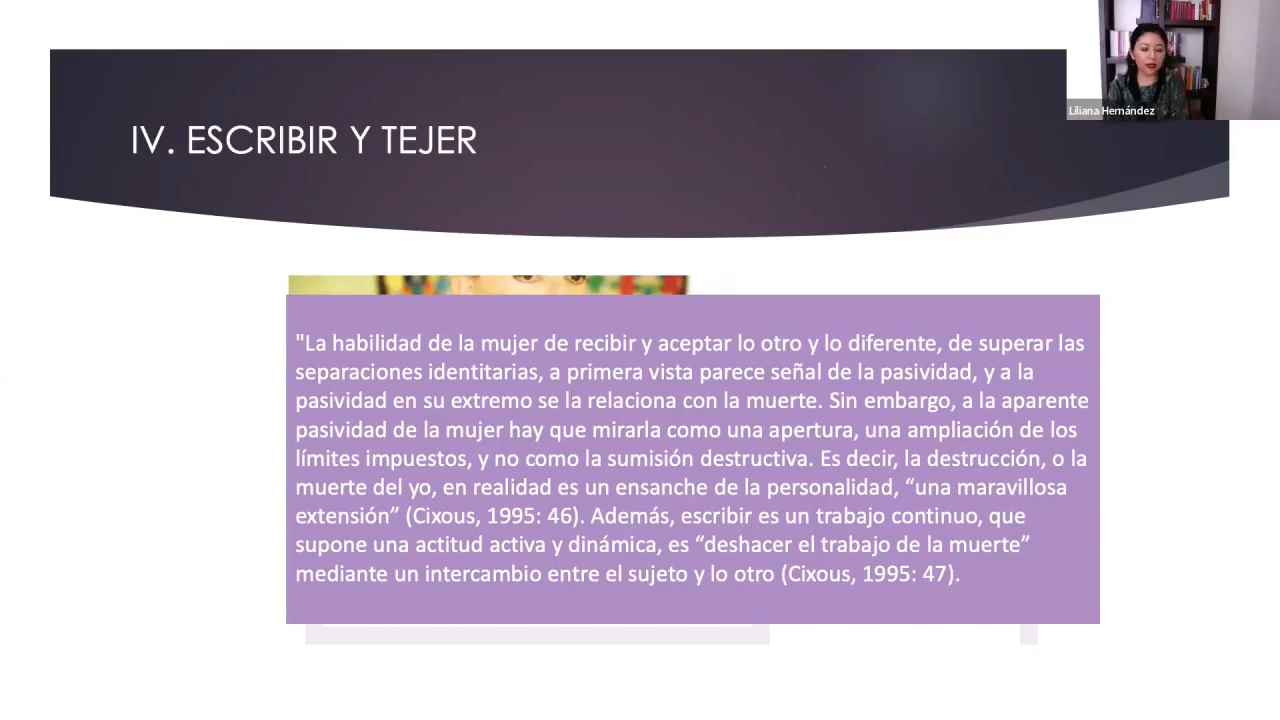 Liliana Hernández
IV. ESCRIBIR Y TEJER
"La habilidad de la mujer de recibir y aceptar lo otro y lo diferente, de superar las
separaciones identitarias, a primera vista parece señal de la pasividad, y a la
pasividad en su extremo se la relaciona con la muerte. Sin embargo, a la aparente
pasividad de la mujer hay que mirarla como una apertura, una ampliación de los
límites impuestos, y no como la sumisión destructiva. Es decir, la destrucción, o la
muerte del yo, en realidad es un ensanche de la personalidad, “una maravillosa
extensión” (Cixous, 1995: 46). Además, escribir es un trabajo continuo, que
supone una actitud activa y dinámica, es “deshacer el trabajo de la muerte”
mediante un intercambio entre el sujeto y lo otro (Cixous, 1995: 47).